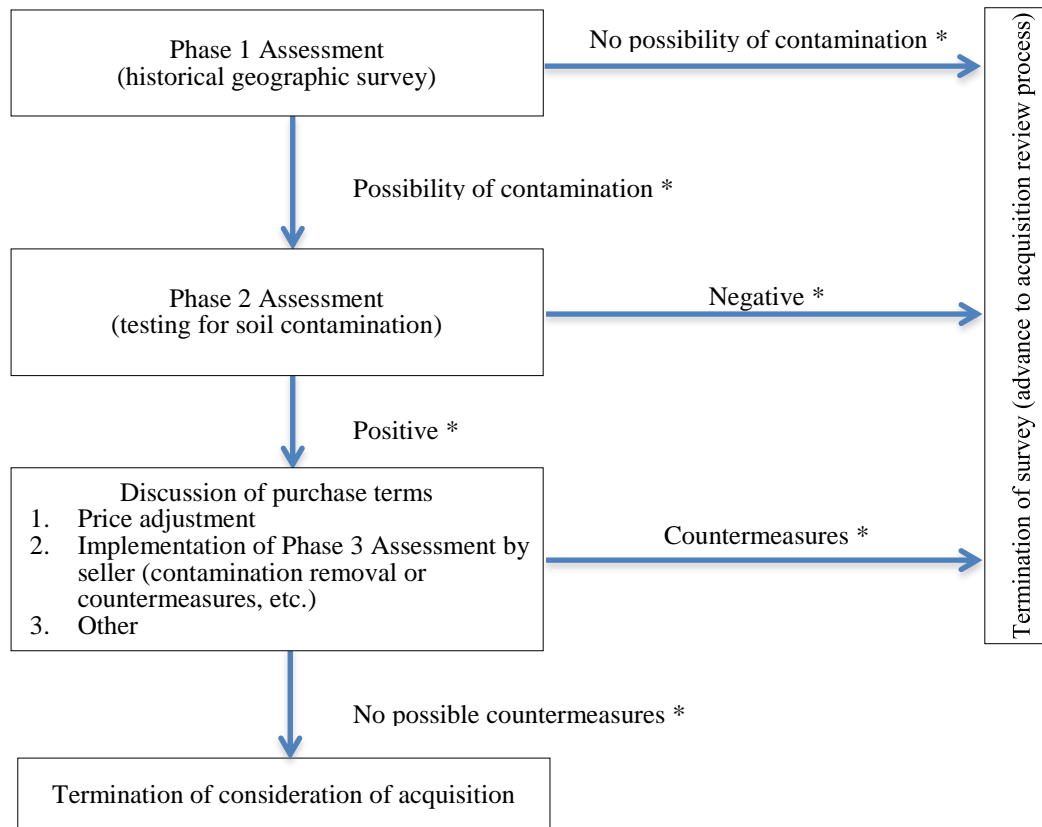 Phase 1 Assessment
(historical geographic survey)
No possibility of contamination *
Possibility of contamination *
Phase 2 Assessment
(testing for soil contamination)
Negative *
Positive *
Discussion of purchase terms
1. Price adjustment
2. Implementation of Phase 3 Assessment by
seller (contamination removal or
countermeasures, etc.)
3. Other
Countermeasures *
No possible countermeasures *
Termination of consideration of acquisition
Termination of survey (advance to acquisition review process)